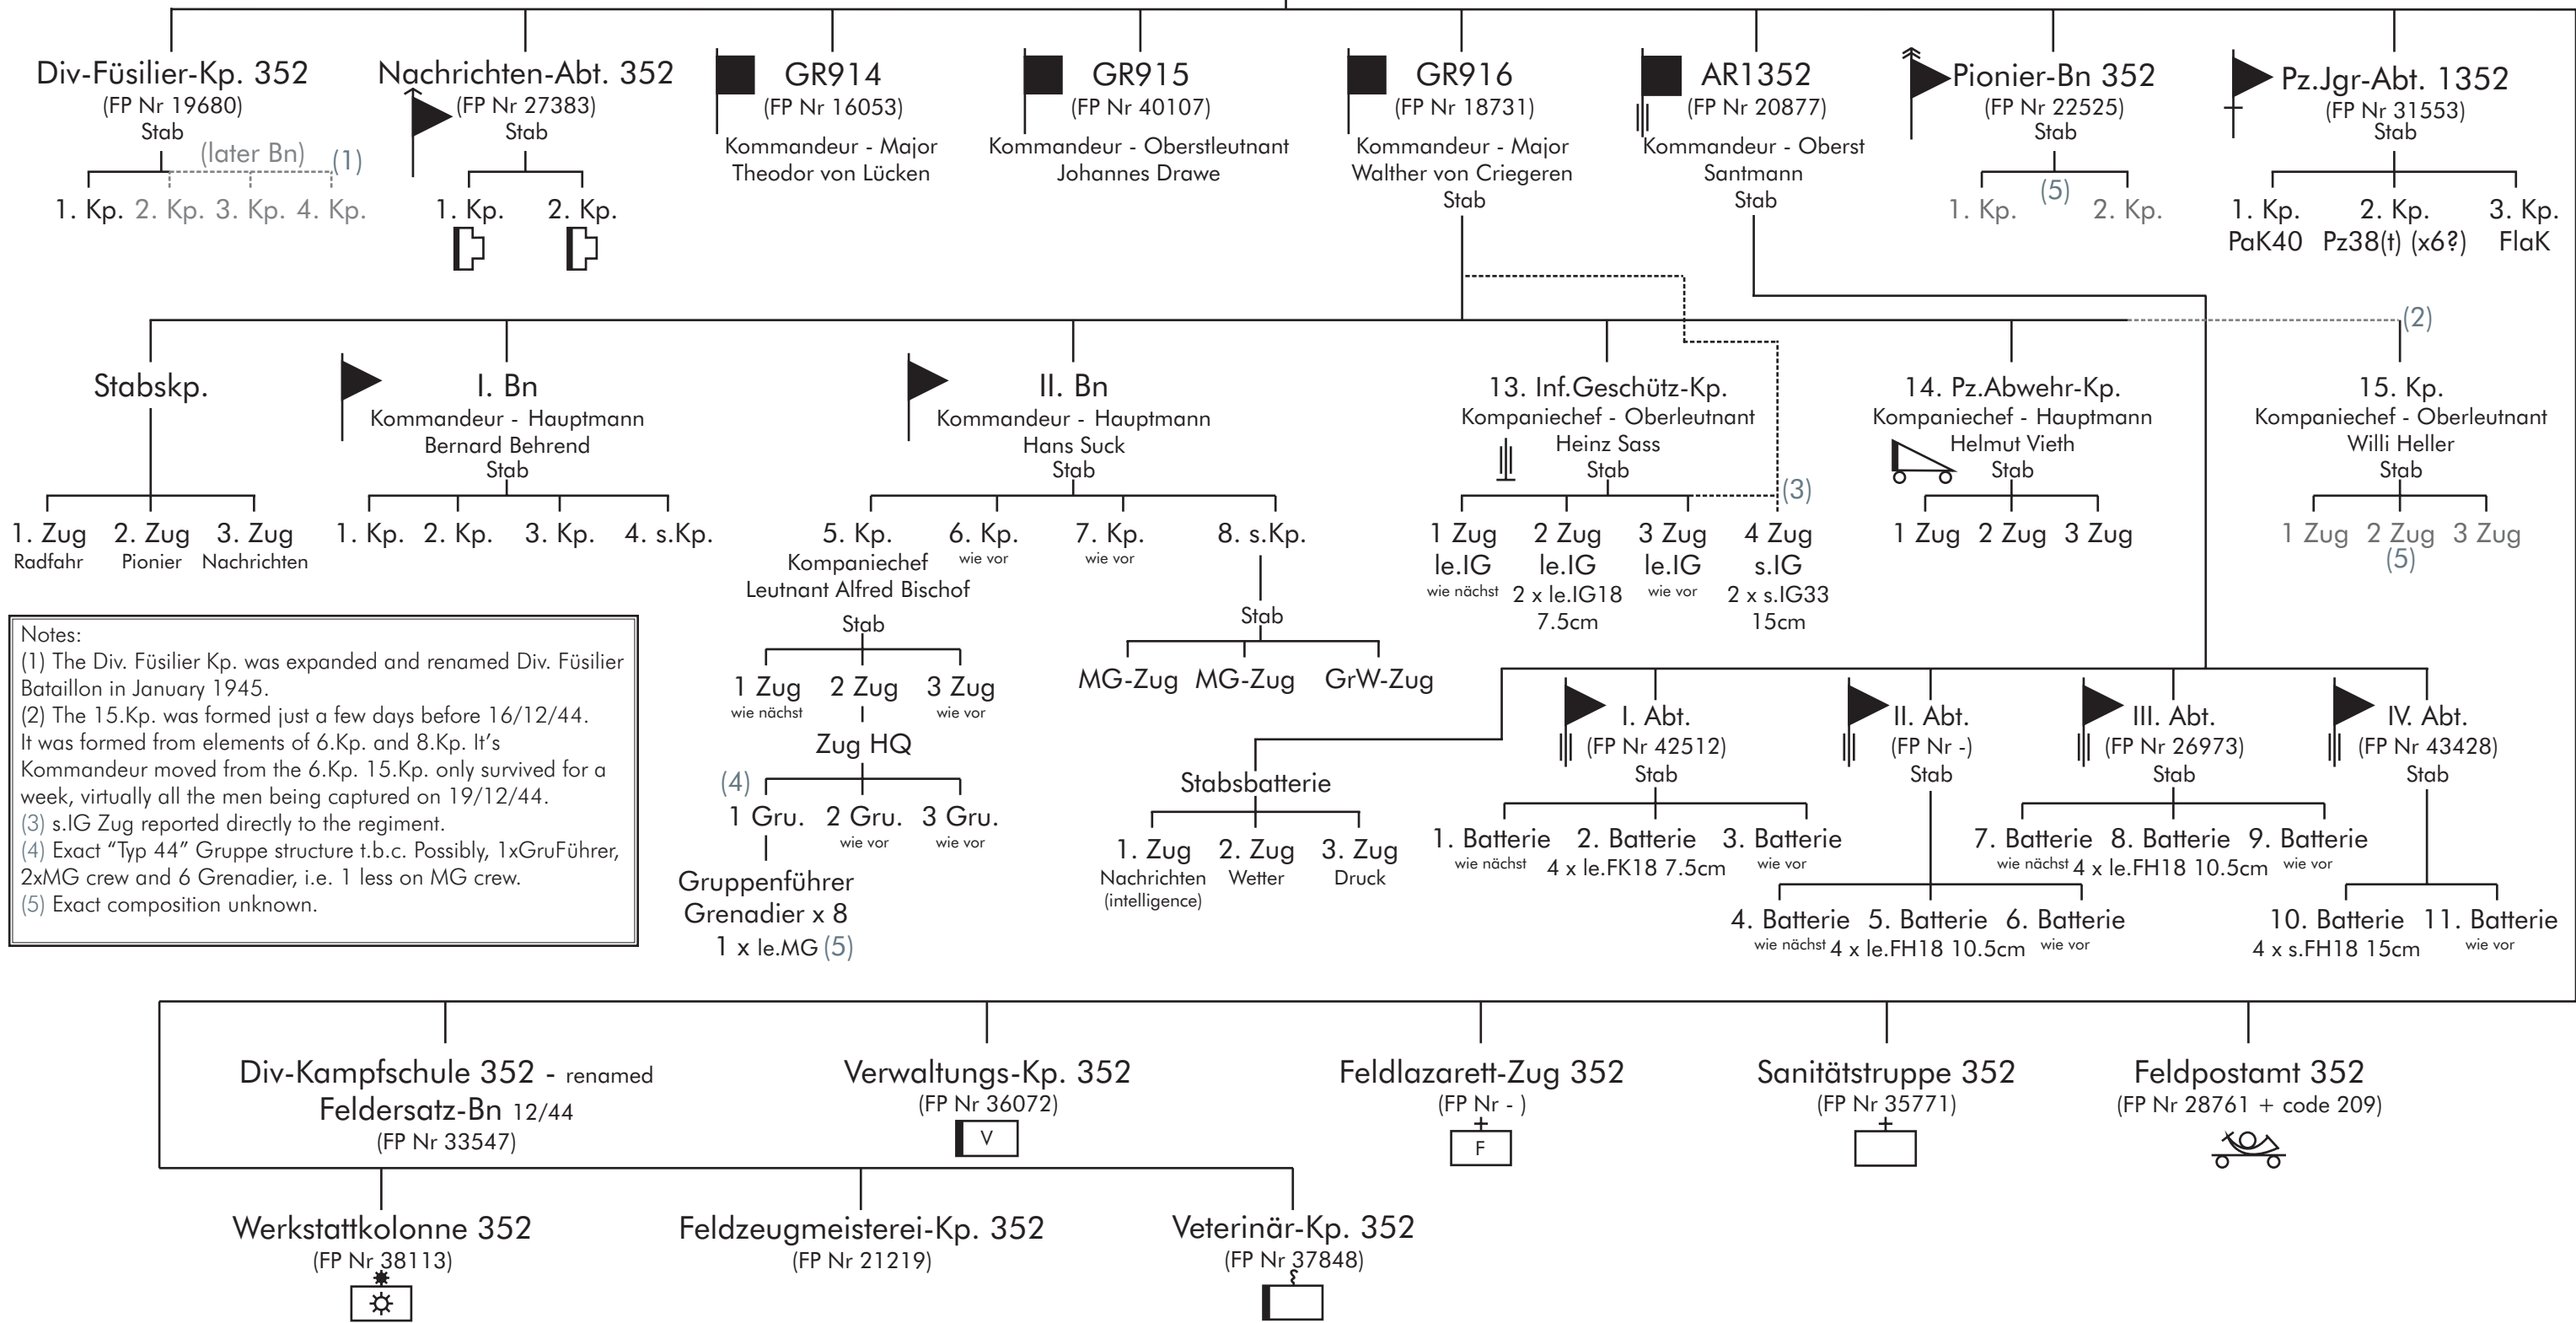 Div-Füsilier-Kp. 352
(FP Nr 19680)
Stab
(later Bn)
(1)
1. Kp.
2. Kp.
3. Kp.
4. Kp.
Nachrichten-Abt. 352
(FP Nr 27383)
Stab
1. Kp.
2. Kp.
GR914
(FP Nr 16053)
Kommandeur - Major
Theodor von Lücken
GR915
(FP Nr 40107)
Kommandeur - Oberstleutnant
Johannes Drawe
GR916
(FP Nr 18731)
Kommandeur - Major
Walther von Criegeren
Stab
AR1352
(FP Nr 20877)
Kommandeur - Oberst
Santmann
Stab
Pionier-Bn 352
(FP Nr 22525)
Stab
(5)
1. Kp.
2. Kp.
Pz.Jgr-Abt. 1352
(FP Nr 31553)
Stab
1. Kp.
PaK40
2. Kp.
Pz38(t) (x6?)
3. Kp.
FlaK
(2)
Stabskp.
1. Zug
Radfahr
2. Zug
Pionier
3. Zug
Nachrichten
I. Bn
Kommandeur - Hauptmann
Bernard Behrend
Stab
1. Kp.
2. Kp.
3. Kp.
4. s.Kp.
II. Bn
Kommandeur - Hauptmann
Hans Suck
Stab
5. Kp.
Kompaniechef
Leutnant Alfred Bischof
6. Kp.
wie vor
7. Kp.
wie vor
8. s.Kp.
Stab
1 Zug
wie nächst
2 Zug
3 Zug
wie vor
Zug HQ
(4)
1 Gru.
2 Gru.
wie vor
3 Gru.
wie vor
Gruppenführer
Grenadier x 8
1 x le.MG (5)
Stab
MG-Zug
MG-Zug
GrW-Zug
13. Inf.Geschütz-Kp.
Kompaniechef - Oberleutnant
Heinz Sass
Stab
(3)
1 Zug
le.IG
wie nächst
2 Zug
le.IG
2 x le.IG18
7.5cm
3 Zug
le.IG
wie vor
4 Zug
s.IG
2 x s.IG33
15cm
14. Pz.Abwehr-Kp.
Kompaniechef - Hauptmann
Helmut Vieth
Stab
1 Zug
2 Zug
3 Zug
15. Kp.
Kompaniechef - Oberleutnant
Willi Heller
Stab
1 Zug
2 Zug
3 Zug
(5)
Notes:
(1) The Div. Füsilier Kp. was expanded and renamed Div. Füsilier
Bataillon in January 1945.
(2) The 15.Kp. was formed just a few days before 16/12/44.
It was formed from elements of 6.Kp. and 8.Kp. It's
Kommandeur moved from the 6.Kp. 15.Kp. only survived for a
week, virtually all the men being captured on 19/12/44.
(3) s.IG Zug reported directly to the regiment.
(4) Exact "Typ 44" Gruppe structure t.b.c. Possibly, 1xGruFührer,
2xMG crew and 6 Grenadier, i.e. 1 less on MG crew.
(5) Exact composition unknown.
Stabsbatterie
1. Zug
Nachrichten
(intelligence)
2. Zug
Wetter
3. Zug
Druck
I. Abt.
(FP Nr 42512)
Stab
1. Batterie
wie nächst
2. Batterie
4 x le.FK18 7.5cm
3. Batterie
wie vor
II. Abt.
(FP Nr -)
Stab
4. Batterie
wie nächst
5. Batterie
4 x le.FH18 10.5cm
6. Batterie
wie vor
III. Abt.
(FP Nr 26973)
Stab
7. Batterie
wie nächst
8. Batterie
4 x le.FH18 10.5cm
9. Batterie
wie vor
IV. Abt.
(FP Nr 43428)
Stab
10. Batterie
4 x s.FH18 15cm
11. Batterie
wie vor
Div-Kampfschule 352 - renamed
Feldersatz-Bn 12/44
(FP Nr 33547)
Verwaltungs-Kp. 352
(FP Nr 36072)
V
Feldlazarett-Zug 352
(FP Nr - )
F
Sanitätstruppe 352
(FP Nr 35771)
Feldpostamt 352
(FP Nr 28761 + code 209)
Werkstattkolonne 352
(FP Nr 38113)
Feldzeugmeisterei-Kp. 352
(FP Nr 21219)
Veterinär-Kp. 352
(FP Nr 37848)